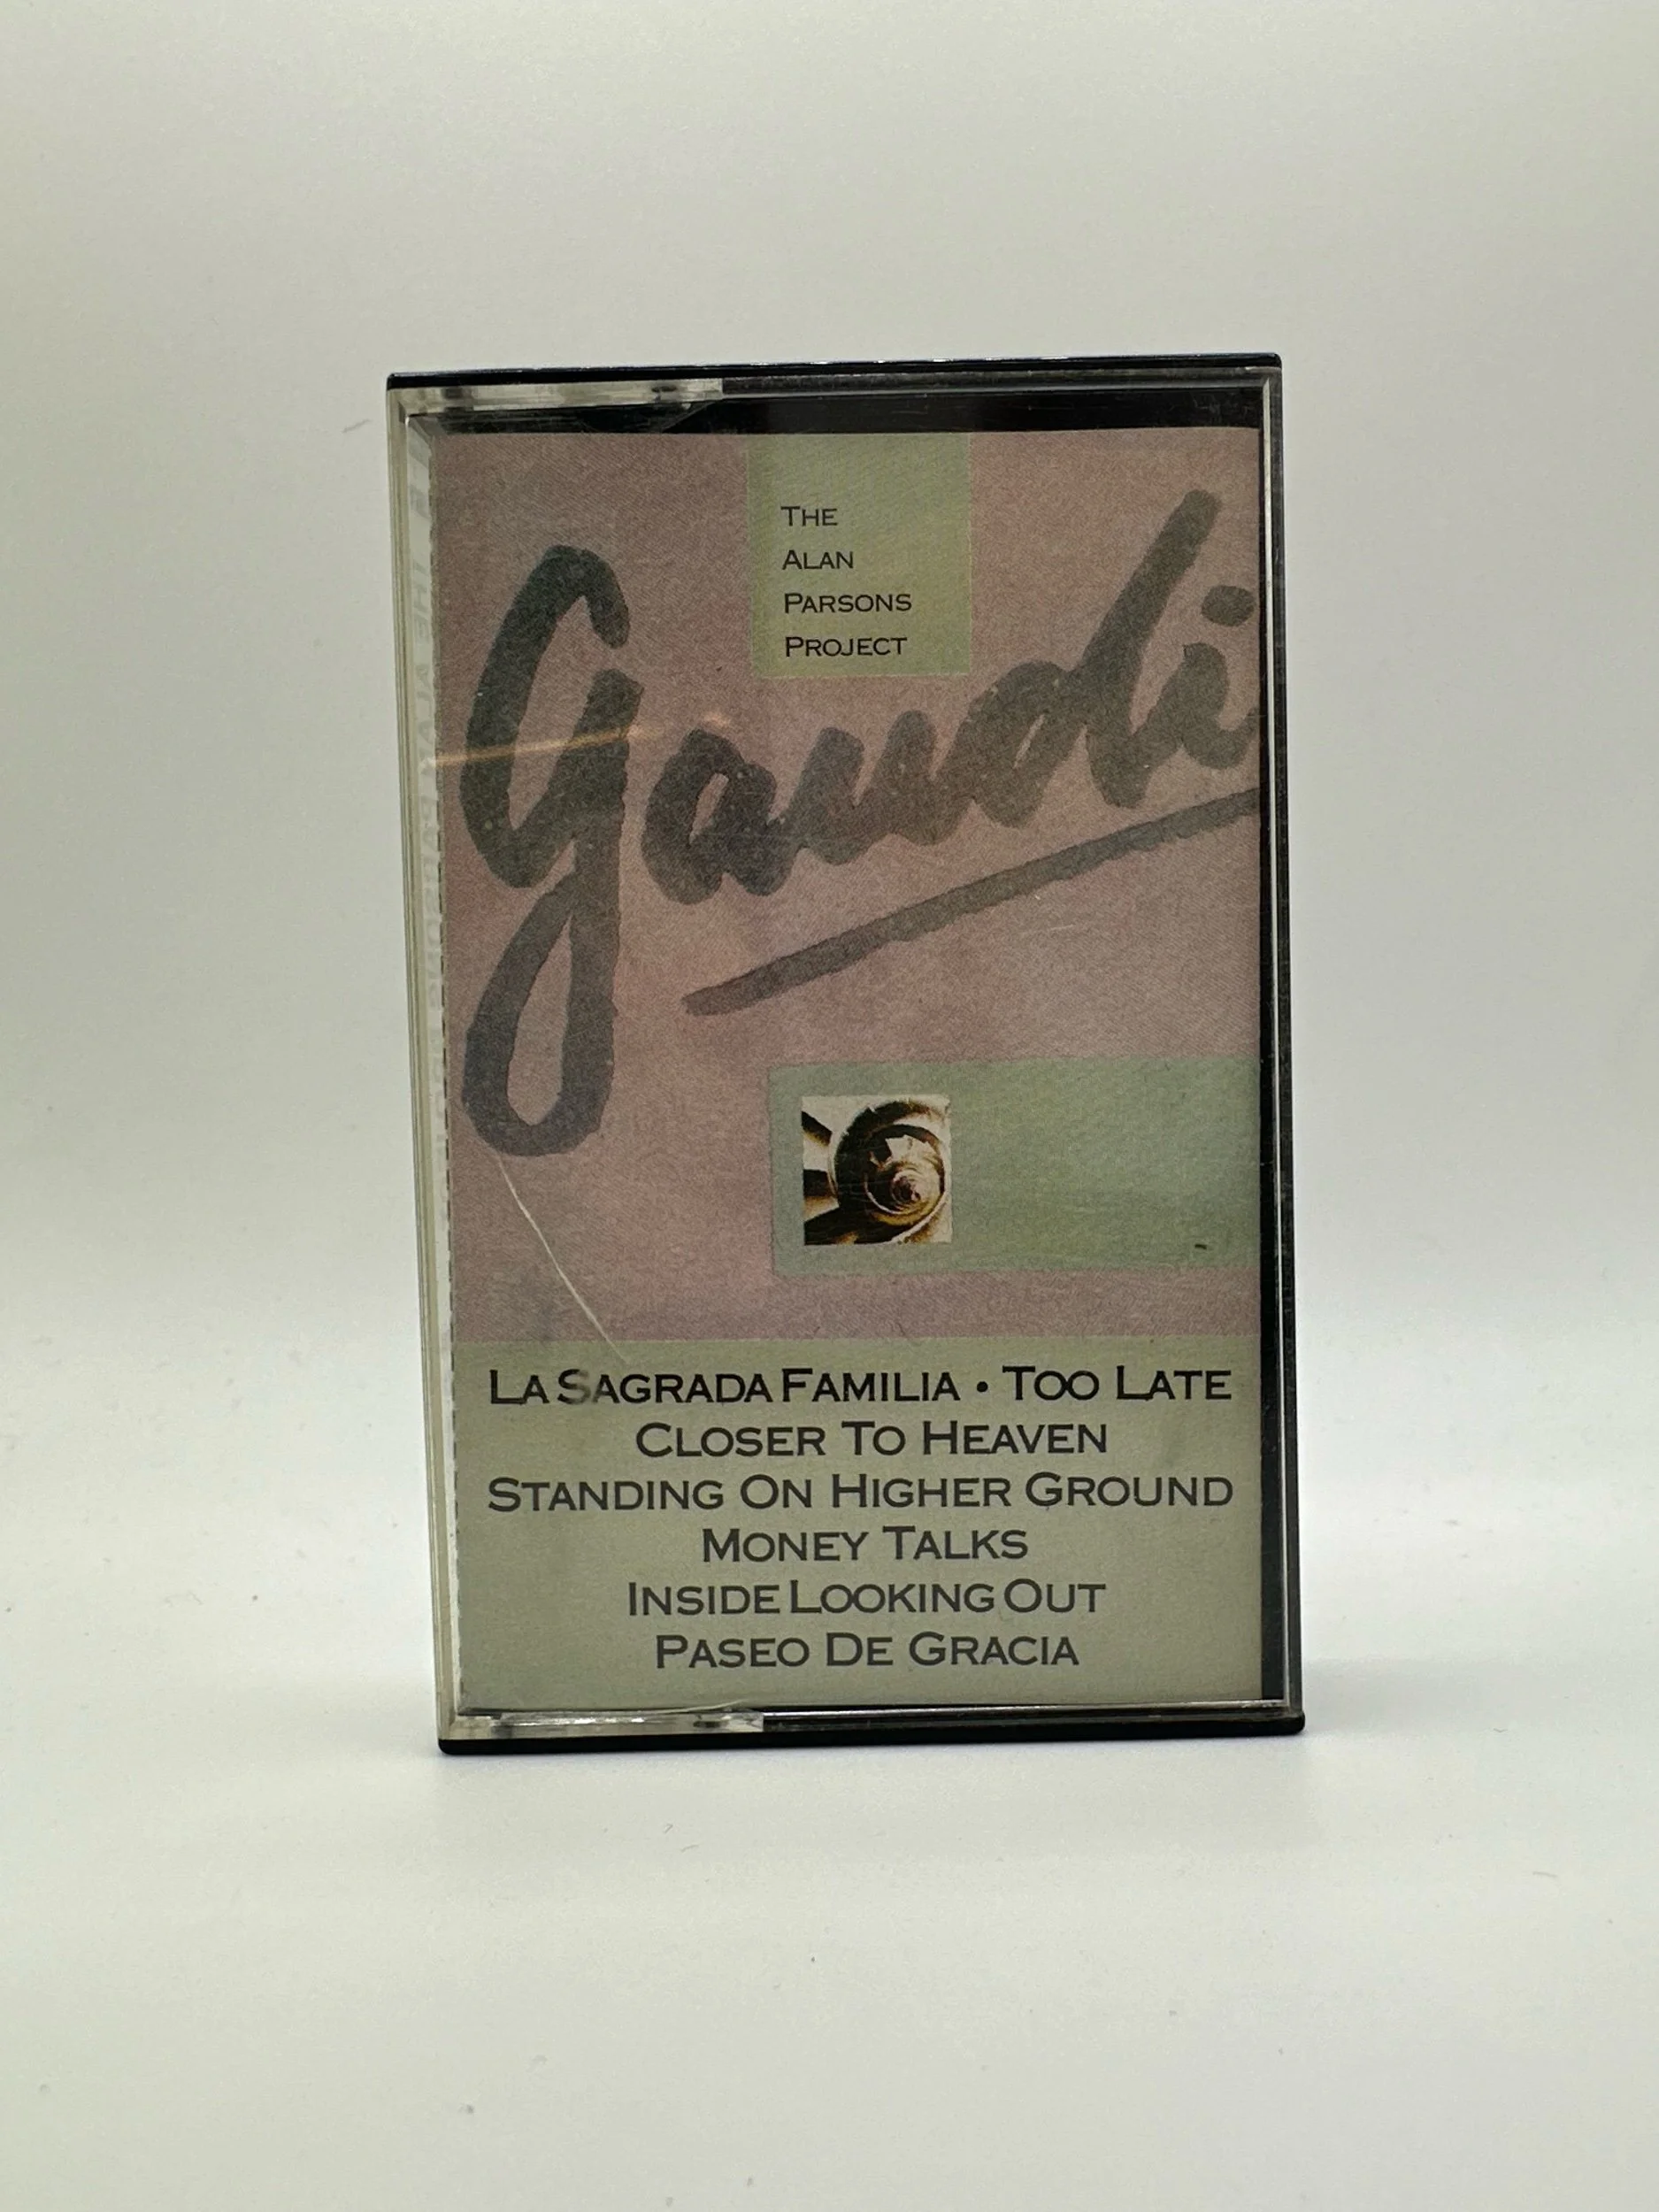 THE
ALAN
PARSONS
PROJECT
gaudi
LA SAGRADA FAMILIA • TOO LATE
CLOSER TO HEAVEN
STANDING ON HIGHER GROUND
MONEY TALKS
INSIDE LOOKING OUT
PASEO DE GRACIA